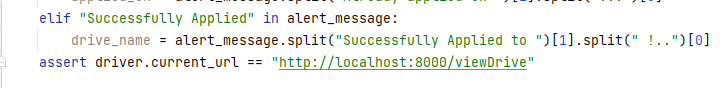 elif "Successfully Applied" in alert_message:
drive_name = alert_message.split("Successfully Applied to ")[1].split(" !..")[0]
assert driver.current_url == "http://localhost:8000/viewDrive"